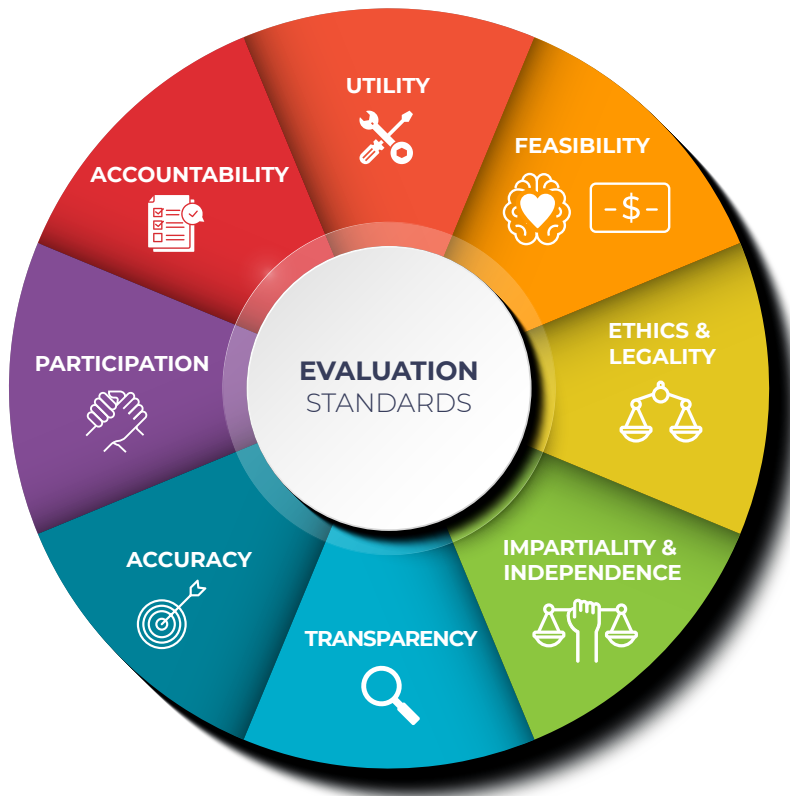 EVALUATION
STANDARDS
UTILITY
FEASIBILITY
-$-
ETHICS &
LEGALITY
IMPARTIALITY &
INDEPENDENCE
TRANSPARENCY
ACCURACY
PARTICIPATION
ACCOUNTABILITY